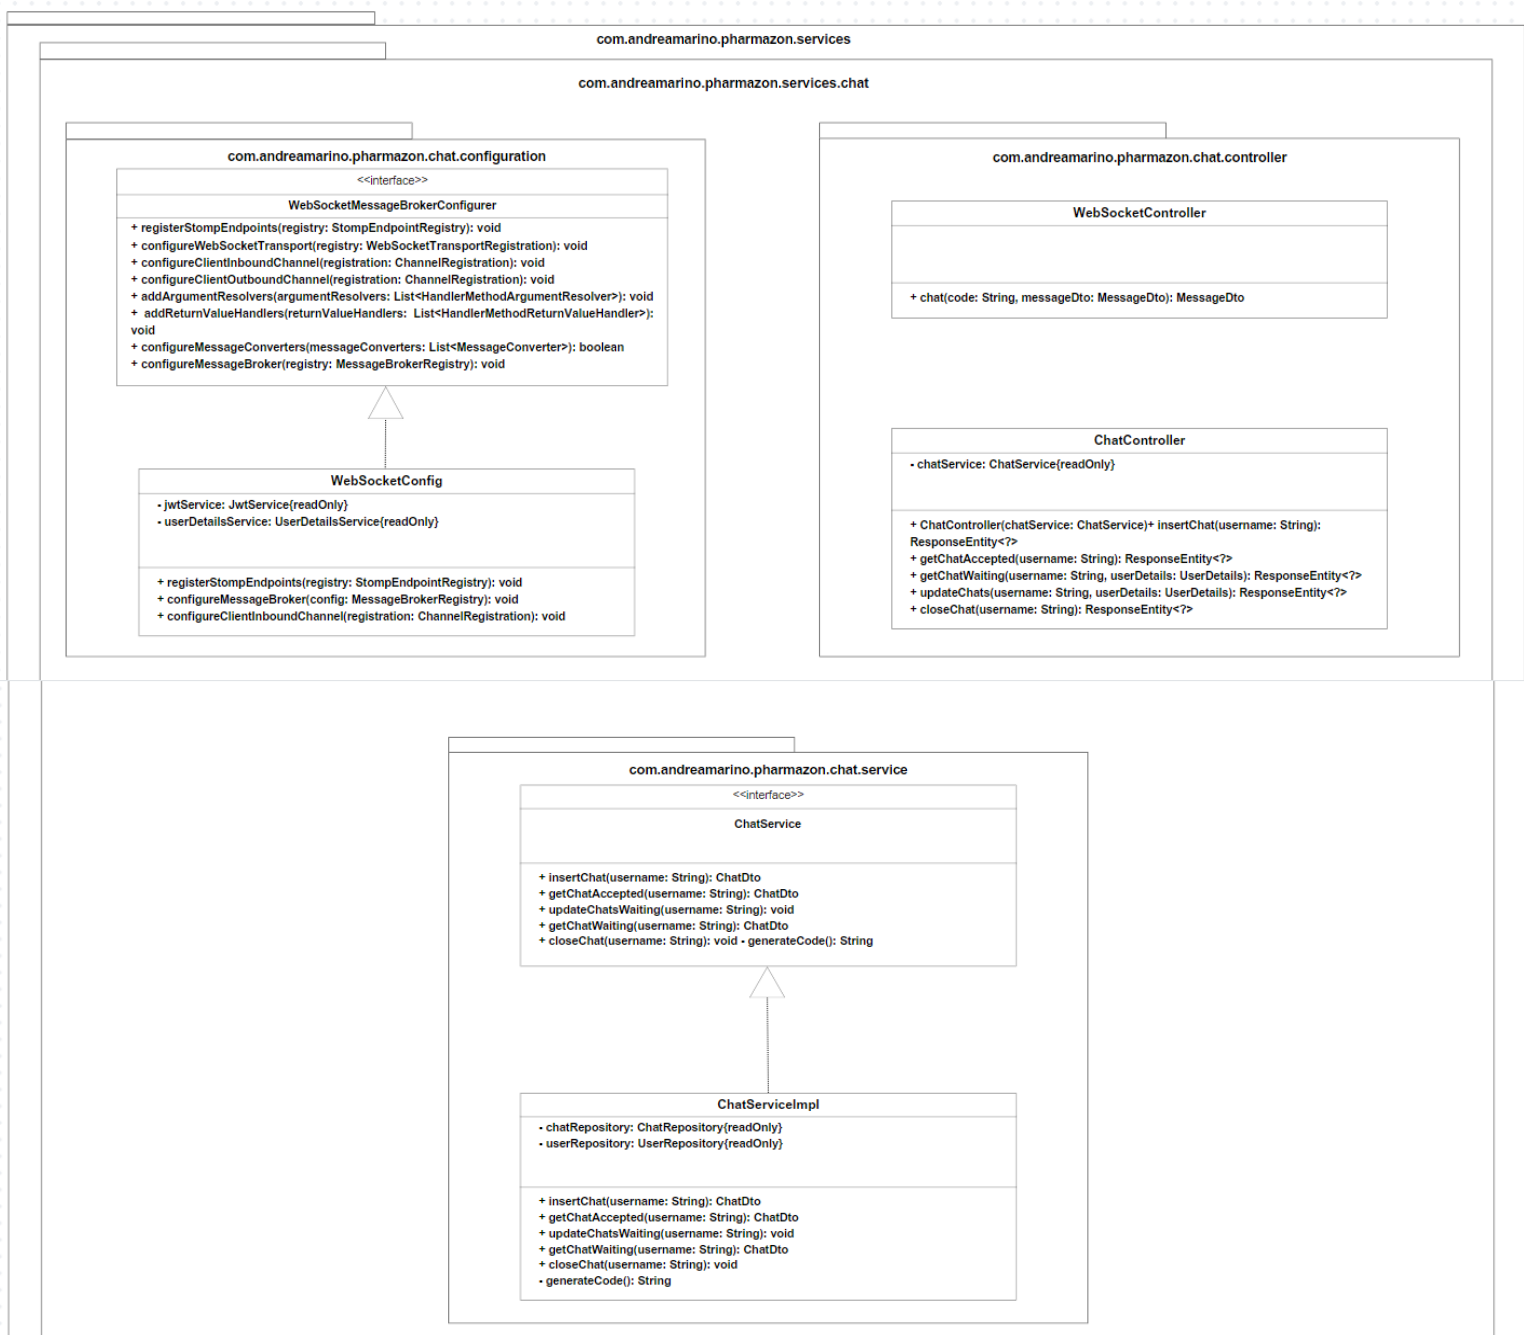 com.andreamarino.pharmazon.services
com.andreamarino.pharmazon.services.chat
com.andreamarino.pharmazon.chat.configuration
<<interface>>
WebSocketMessageBrokerConfigurer
+ registerStompEndpoints(registry: StompEndpointRegistry): void
+ configureWebSocketTransport(registry: WebSocketTransportRegistration): void
+ configureClientInboundChannel(registration: ChannelRegistration): void
+ configureClientOutboundChannel(registration: ChannelRegistration): void
+ addArgumentResolvers(argumentResolvers: List<HandlerMethodArgumentResolver>): void
+ addReturnValueHandlers(returnValueHandlers: List<HandlerMethodReturnValueHandler>):
void
+ configureMessageConverters(messageConverters: List<MessageConverter>): boolean
+ configureMessageBroker(registry: MessageBrokerRegistry): void
WebSocketConfig
- jwtService: JwtService{readOnly}
- userDetailsService: UserDetailsService{readOnly}
+ registerStompEndpoints(registry: StompEndpointRegistry): void
+ configureMessageBroker(config: MessageBrokerRegistry): void
+ configureClientInboundChannel(registration: ChannelRegistration): void
com.andreamarino.pharmazon.chat.controller
WebSocketController
+ chat(code: String, messageDto: MessageDto): MessageDto
ChatController
- chatService: ChatService{readOnly}
+ ChatController(chatService: ChatService)+ insertChat(username: String):
ResponseEntity<?>
+ getChatAccepted(username: String): ResponseEntity<?>
+ getChatWaiting(username: String, userDetails: UserDetails): ResponseEntity<?>
+ updateChats(username: String, userDetails: UserDetails): ResponseEntity<?>
+ closeChat(username: String): ResponseEntity<?>
com.andreamarino.pharmazon.chat.service
<<interface>>
ChatService
+ insertChat(username: String): ChatDto
+ getChatAccepted(username: String): ChatDto
+ updateChatsWaiting(username: String): void
+ getChatWaiting(username: String): ChatDto
+ closeChat(username: String): void - generateCode(): String
ChatServiceImpl
- chatRepository: ChatRepository{readOnly}
- userRepository: UserRepository{readOnly}
+ insertChat(username: String): ChatDto
+ getChatAccepted(username: String): ChatDto
+ updateChatsWaiting(username: String): void
+ getChatWaiting(username: String): ChatDto
+ closeChat(username: String): void
- generateCode(): String